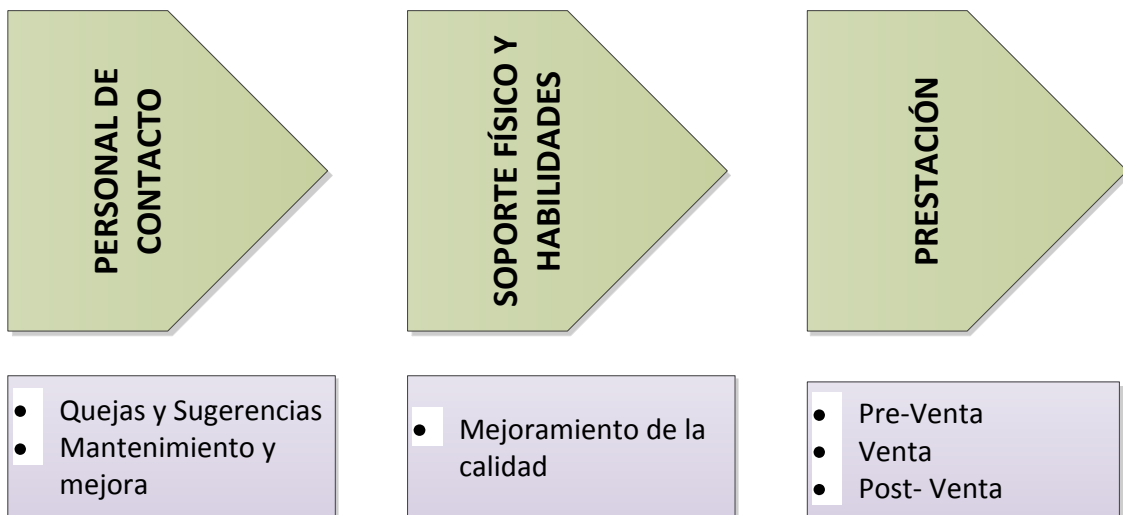 PERSONAL DE
CONTACTO
SOPORTE FÍSICO Y
HABILIDADES
PRESTACIÓN
• Quejas y Sugerencias
• Mantenimiento y
mejora
• Mejoramiento de la
calidad
• Pre-Venta
• Venta
• Post- Venta